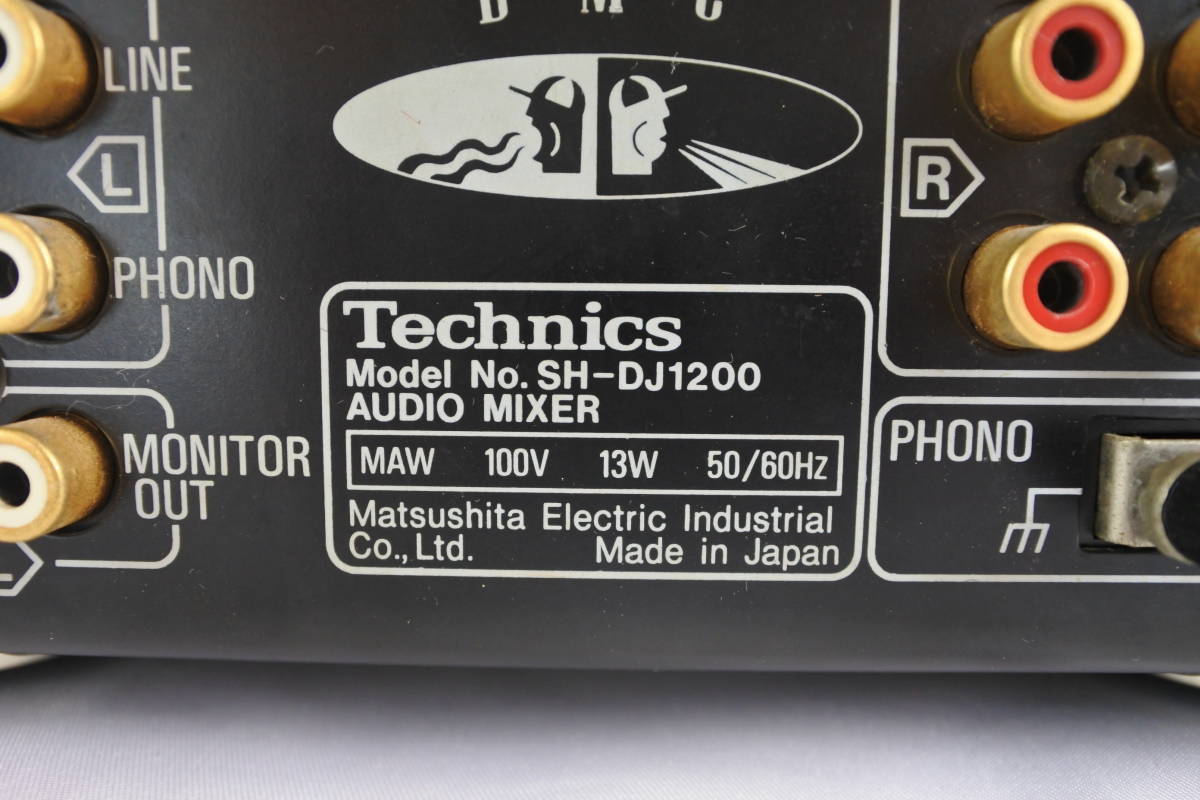 D M C
LINE
L
R
PHONO
Technics
Model No. SH-DJ1200
AUDIO MIXER
MAW 100V 13W 50/60Hz
Matsushita Electric Industrial
Co., Ltd. Made in Japan
MONITOR
OUT
PHONO